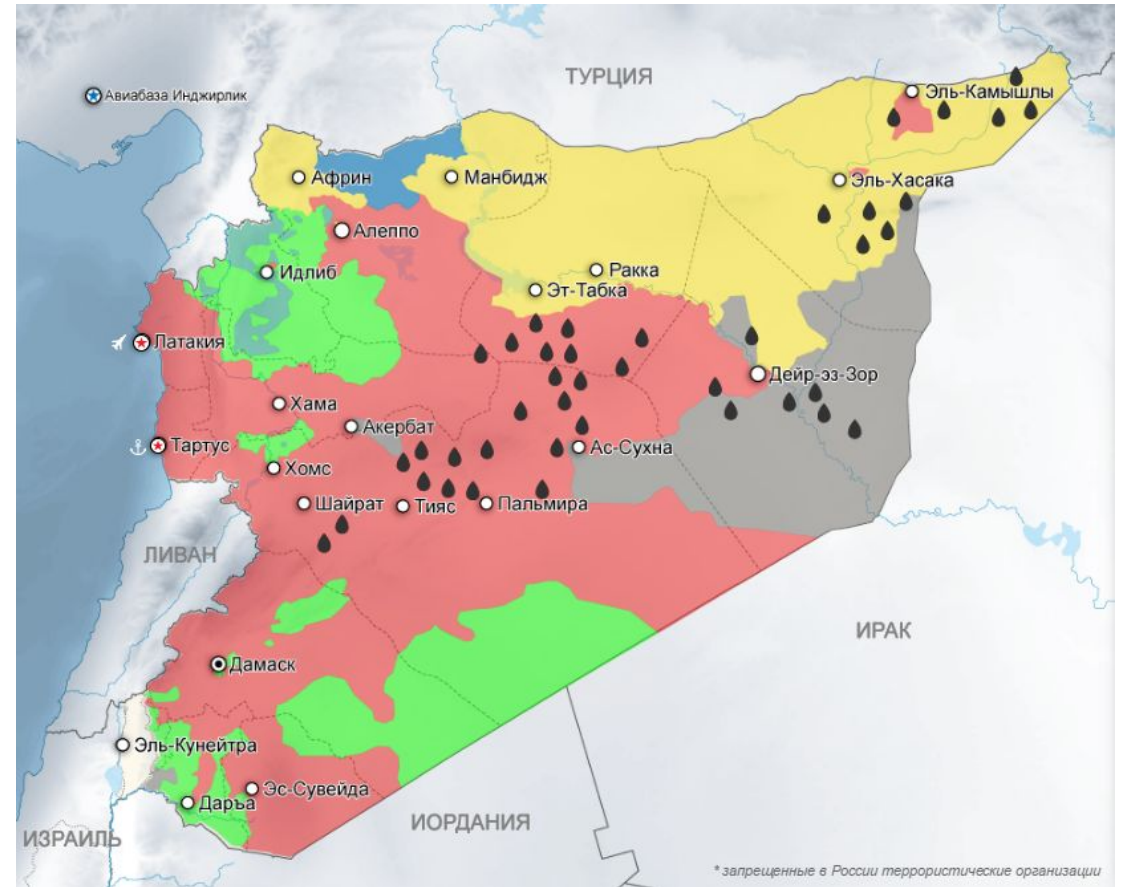 ТУРЦИЯ
Авиабаза Инджирлик
Эль-Камышлы
Африн
Манбидж
Эль-Хасака
Алеппо
Идлиб
Ракка
Эт-Табка
Латакия
Дейр-эз-Зор
Хама
Акербат
Тартус
Ас-Сухна
Хомс
Шайрат
Тияс
Пальмира
ЛИВАН
ИРАК
Дамаск
Эль-Кунейтра
Эс-Сувейда
Даръа
ИОРДАНИЯ
ИЗРАИЛЬ
* запрещенные в России террористические организации